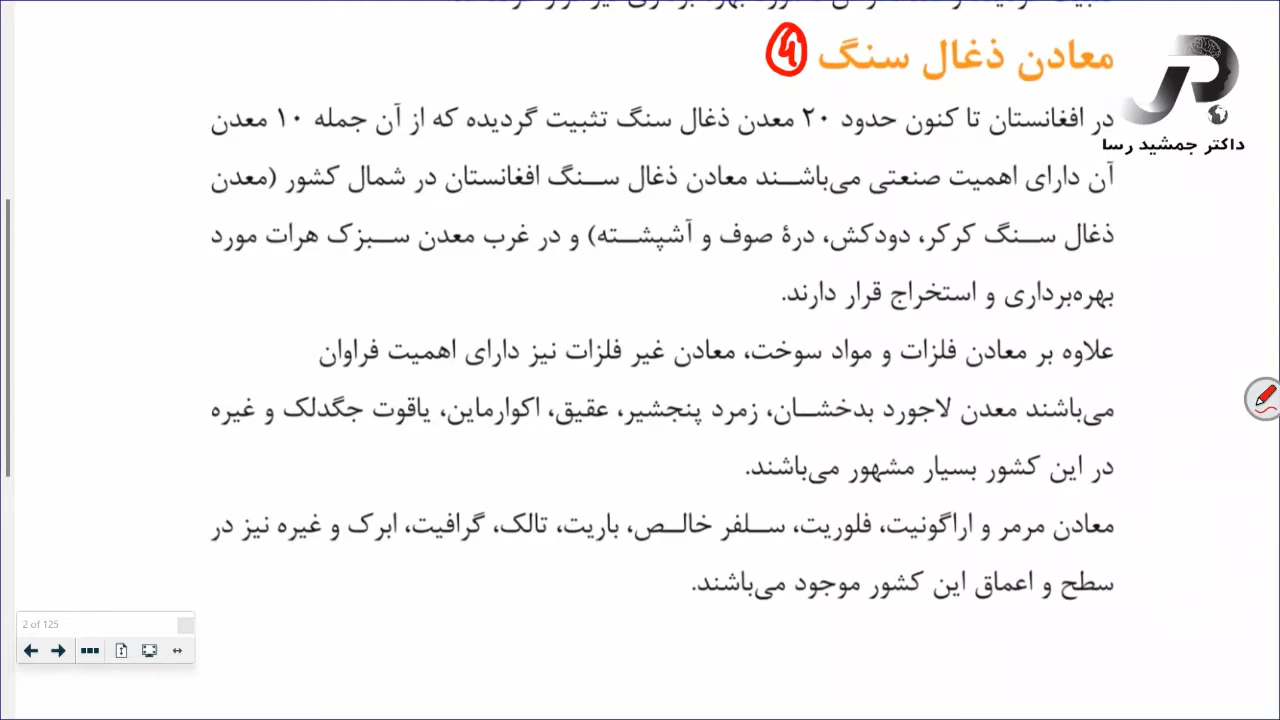 معادن ذغال سنگ ۴
داکتر جمشید رسا
در افغانستان تا کنون حدود ۲۰ معدن ذغال سنگ تثبیت گردیده که از آن جمله ۱۰ معدن
آن دارای اهمیت صنعتی می‌باشند معادن ذغال سنگ افغانستان در شمال کشور (معدن
ذغال سنگ کرکر، دودکش، درۀ صوف و آشپشته) و در غرب معدن سبزک هرات مورد
بهره‌برداری و استخراج قرار دارند.
علاوه بر معادن فلزات و مواد سوخت، معادن غیر فلزات نیز دارای اهمیت فراوان
می‌باشند معدن لاجورد بدخشان، زمرد پنجشیر، عقیق، اکوارماین، یاقوت جگدلک و غیره
در این کشور بسیار مشهور می‌باشند.
معادن مرمر و اراگونیت، فلوریت، سلفر خالص، باریت، تالک، گرافیت، ابرک و غیره نیز در
سطح و اعماق این کشور موجود می‌باشند.
2 of 125